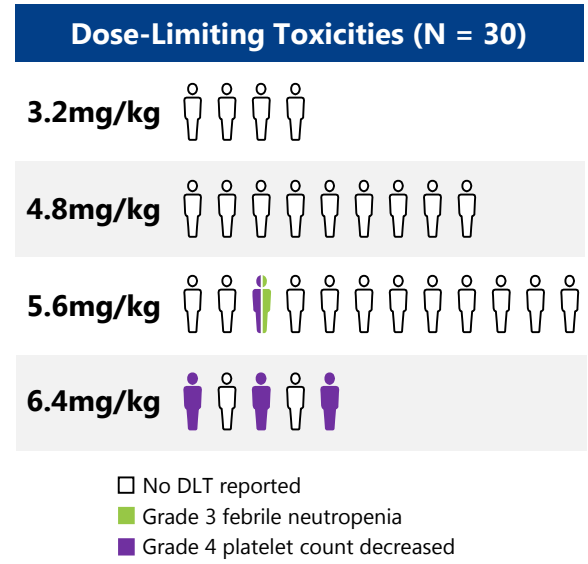 Dose-Limiting Toxicities (N = 30)
3.2mg/kg
4.8mg/kg
5.6mg/kg
6.4mg/kg
No DLT reported
Grade 3 febrile neutropenia
Grade 4 platelet count decreased